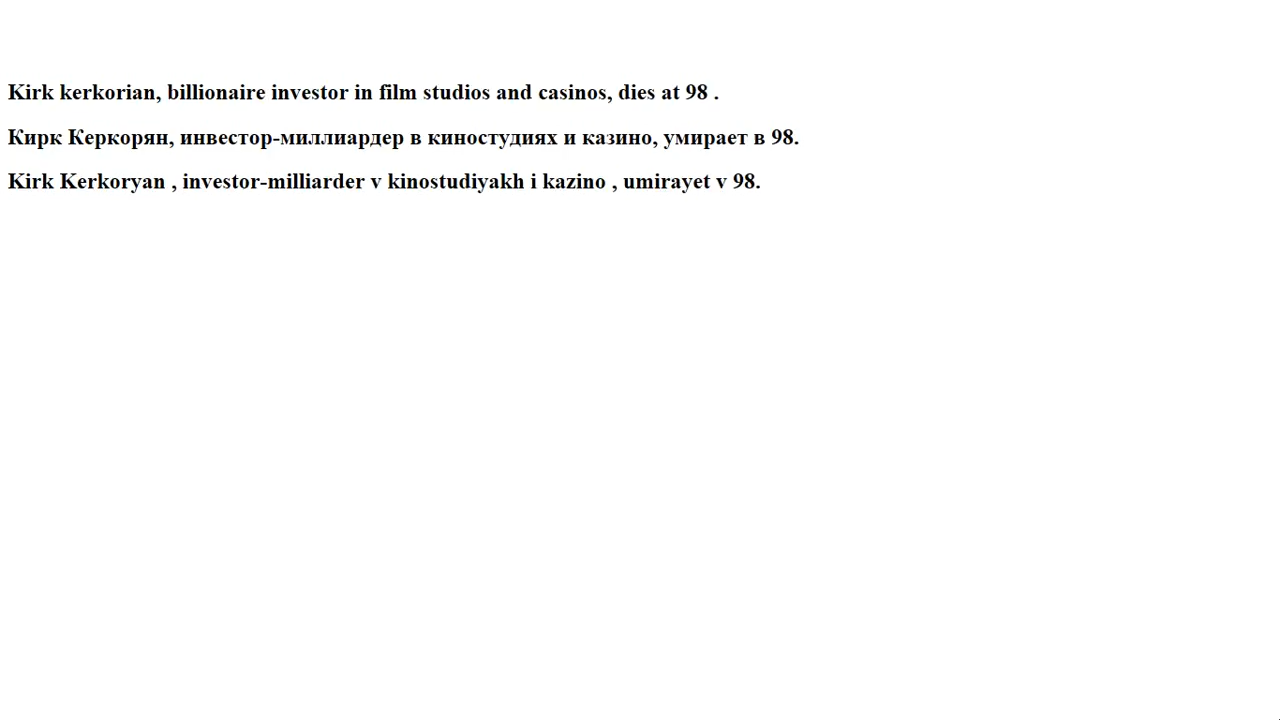 Kirk kerkorian, billionaire investor in film studios and casinos, dies at 98 .
Кирк Керкорян, инвестор-миллиардер в киностудиях и казино, умирает в 98.
Kirk Kerkoryan , investor-milliarder v kinostudiyakh i kazino , umirayet v 98.